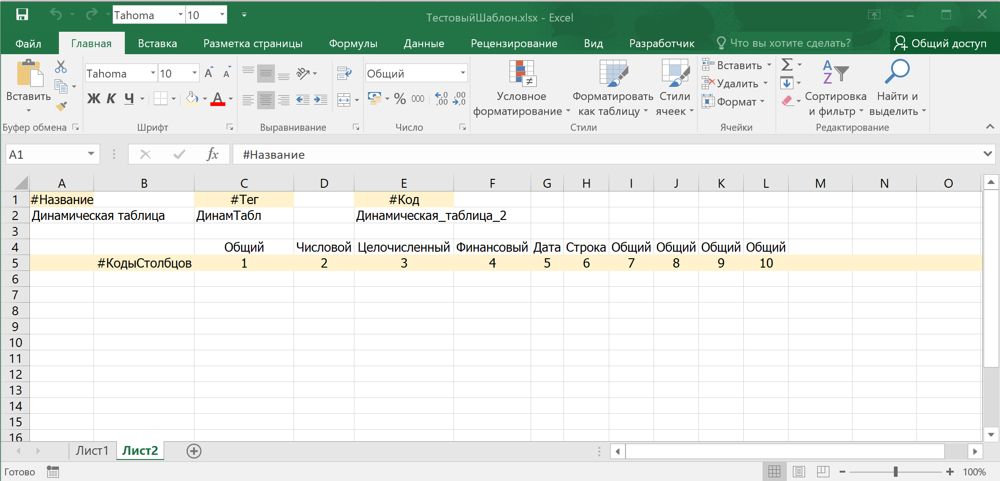 Tahoma 10
ТестовыйШаблон.xlsx - Excel
Файл Главная Вставка Разметка страницы Формулы Данные Рецензирование Вид Разработчик Что вы хотите сделать? Общий доступ
Вставить
Буфер обмена
Tahoma 10
Ж К Ч А
Шрифт
Выравнивание
Общий
% 000 ,0 ,00 ,00 ,0
Число
Условное форматирование
Форматировать как таблицу
Стили ячеек
Стили
Вставить
Удалить
Формат
Ячейки
Сортировка и фильтр
Найти и выделить
Редактирование
A1 fx #Название
A B C D E F G H I J K L M N O
1 #Название #Тег #Код
2 Динамическая таблица ДинамТабл Динамическая_таблица_2
3
4 Общий Числовой Целочисленный Финансовый Дата Строка Общий Общий Общий Общий
5 #КодыСтолбцов 1 2 3 4 5 6 7 8 9 10
6
7
8
9
10
11
12
13
14
15
16
Лист1 Лист2
Готово 100%